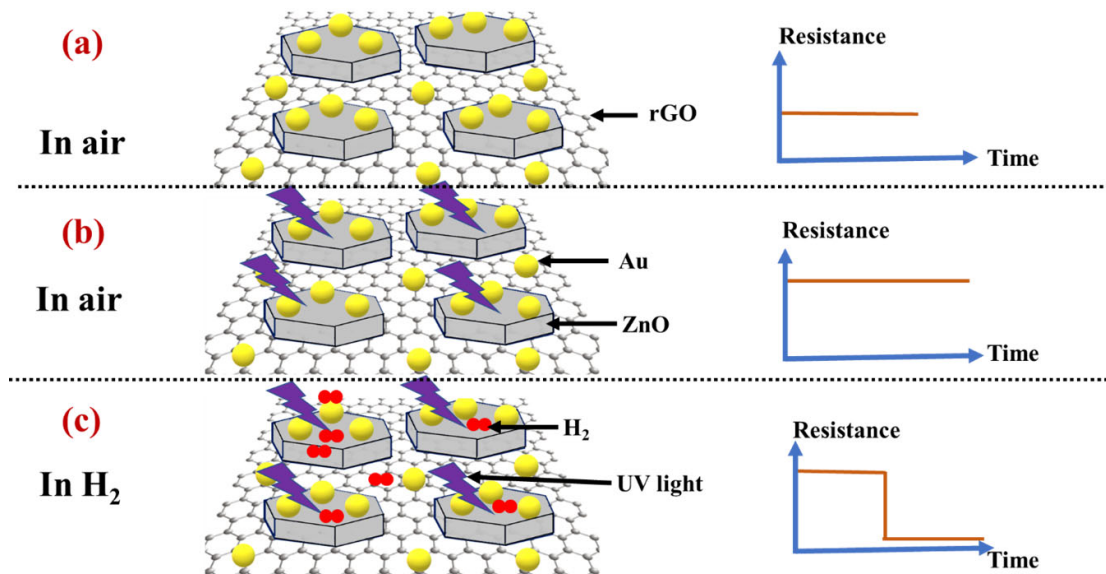 (a)
In air
rGO
Resistance
Time
(b)
In air
Au
ZnO
Resistance
Time
(c)
In H₂
H₂
UV light
Resistance
Time